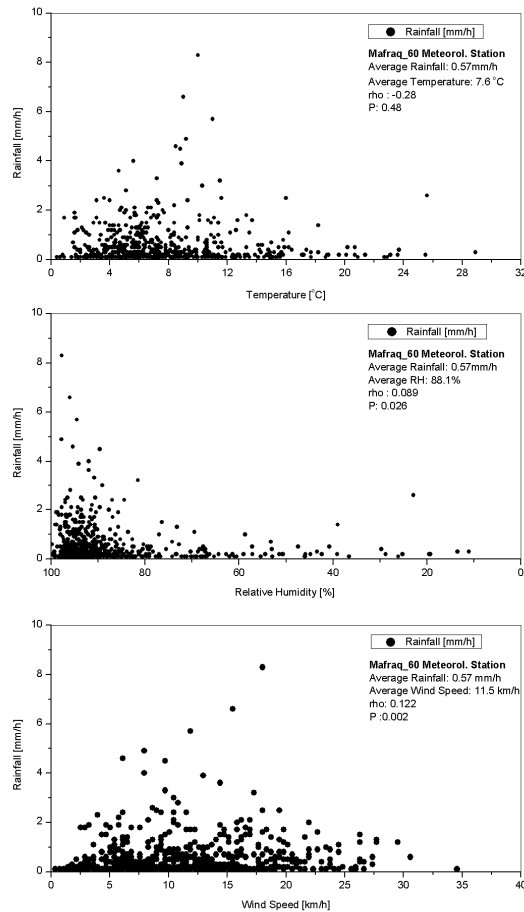 10
8
6
4
2
0
Rainfall [mm/h]
Rainfall [mm/h]
Mafraq_60 Meteorol. Station
Average Rainfall: 0.57mm/h
Average Temperature: 7.6 °C
rho : -0.28
P: 0.48
0 4 8 12 16 20 24 28 32
Temperature [°C]
10
8
6
4
2
0
Rainfall [mm/h]
Rainfall [mm/h]
Mafraq_60 Meteorol. Station
Average Rainfall: 0.57mm/h
Average RH: 88.1%
rho : 0.089
P: 0.026
100 80 60 40 20 0
Relative Humidity [%]
10
8
6
4
2
0
Rainfall [mm/h]
Rainfall [mm/h]
Mafraq_60 Meteorol. Station
Average Rainfall: 0.57 mm/h
Average Wind Speed: 11.5 km/h
rho: 0.122
P :0.002
0 5 10 15 20 25 30 35 40
Wind Speed [km/h]